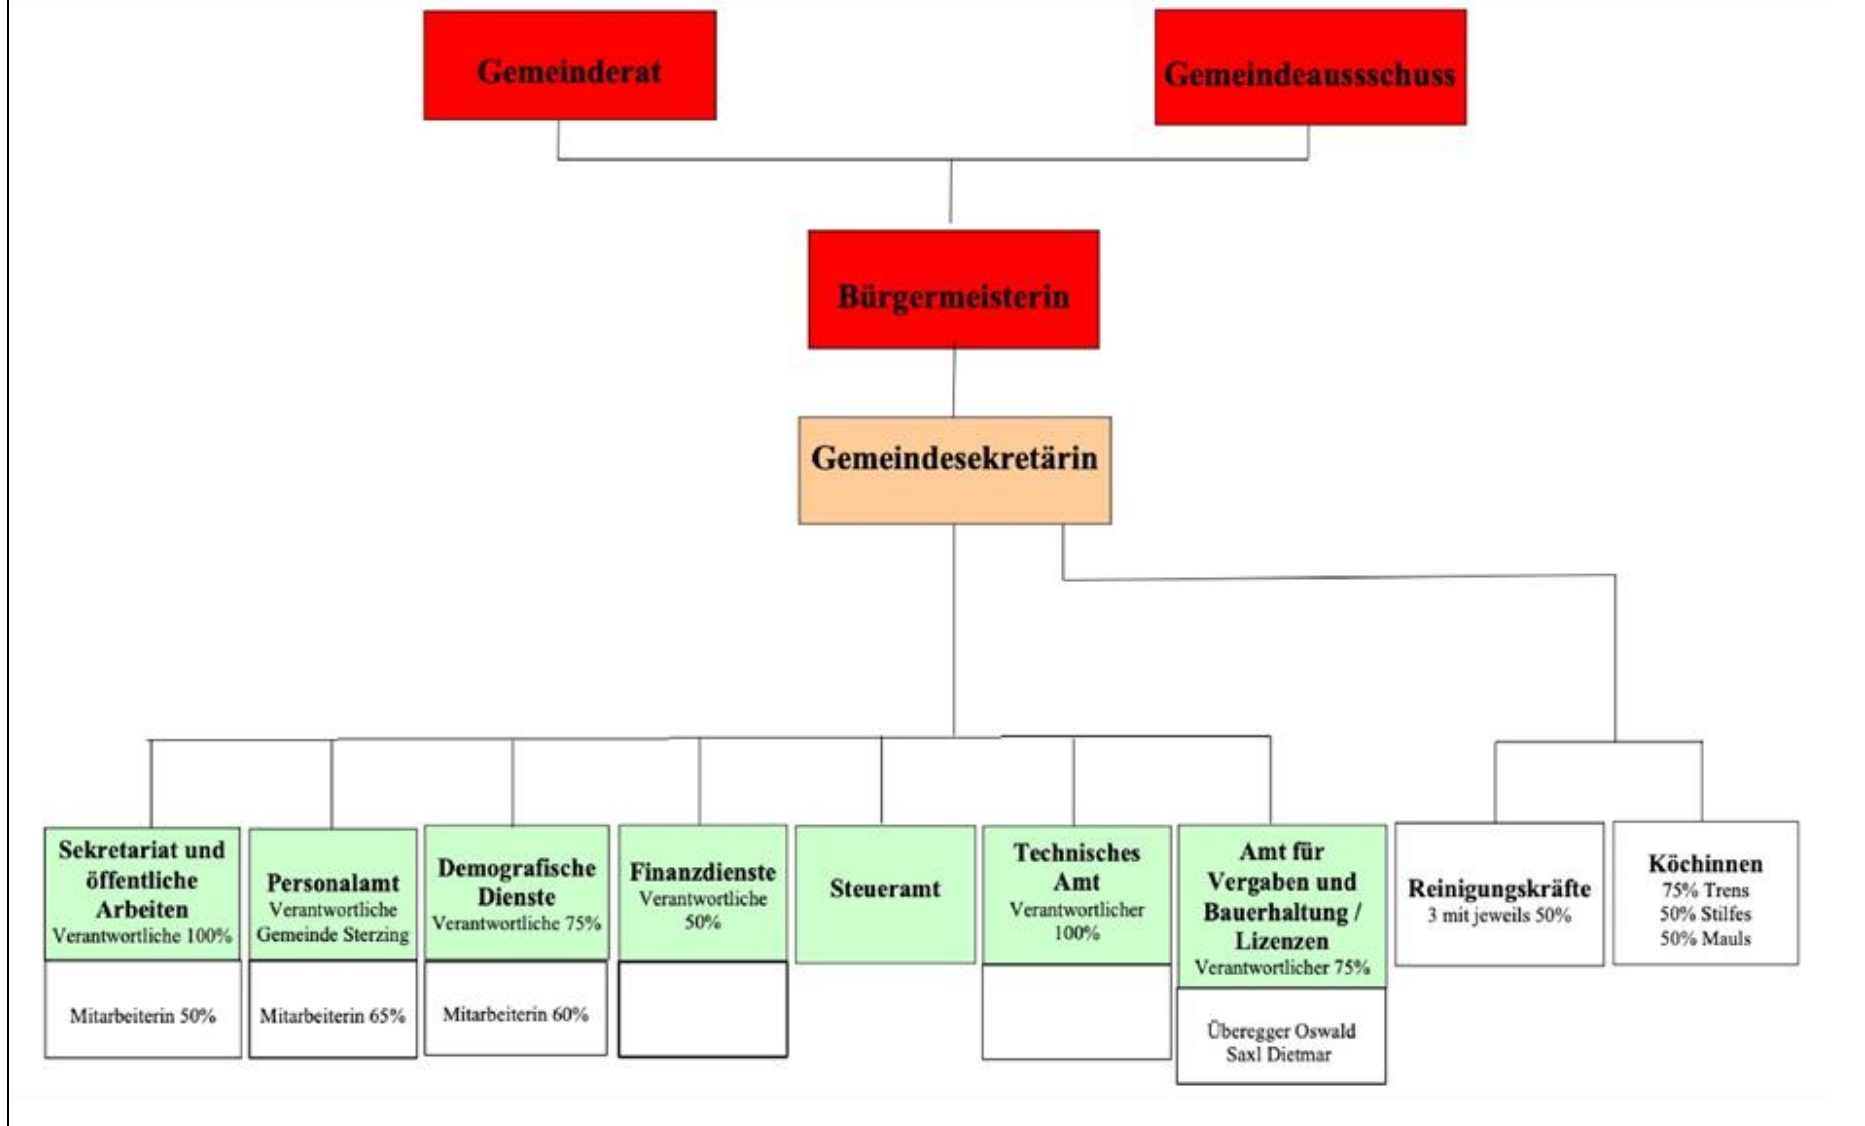 Gemeinderat
Gemeindeaussschuss
Bürgermeisterin
Gemeindesekretärin
Sekretariat und
öffentliche
Arbeiten
Verantwortliche 100%
Mitarbeiterin 50%
Personalamt
Verantwortliche
Gemeinde Sterzing
Mitarbeiterin 65%
Demografische
Dienste
Verantwortliche 75%
Mitarbeiterin 60%
Finanzdienste
Verantwortliche
50%
Steueramt
Technisches
Amt
Verantwortlicher
100%
Amt für
Vergaben und
Bauerhaltung /
Lizenzen
Verantwortlicher 75%
Überegger Oswald
Saxl Dietmar
Reinigungskräfte
3 mit jeweils 50%
Köchinnen
75% Trens
50% Stilfes
50% Mauls